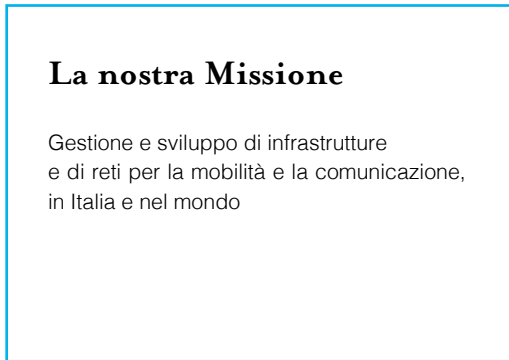 La nostra Missione
Gestione e sviluppo di infrastrutture
e di reti per la mobilità e la comunicazione,
in Italia e nel mondo